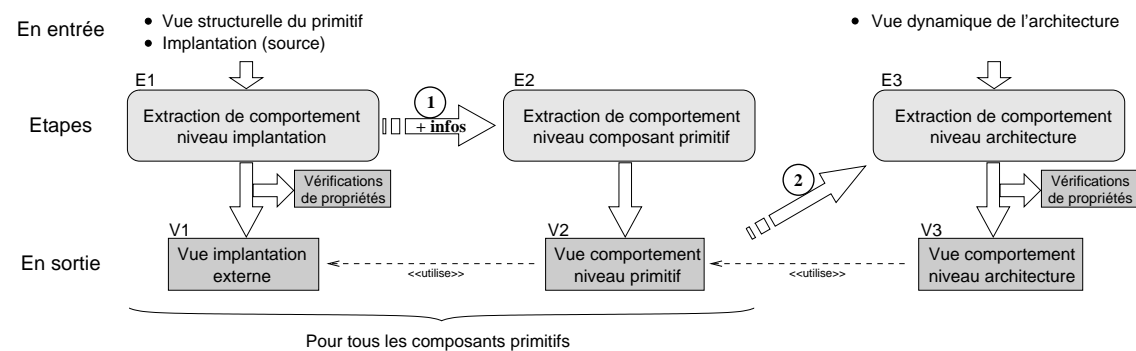 En entrée
• Vue structurelle du primitif
• Implantation (source)
• Vue dynamique de l'architecture
Etapes
E1
Extraction de comportement
niveau implantation
1
+ infos
E2
Extraction de comportement
niveau composant primitif
2
E3
Extraction de comportement
niveau architecture
Vérifications
de propriétés
Vérifications
de propriétés
En sortie
V1
Vue implantation
externe
<<utilise>>
V2
Vue comportement
niveau primitif
<<utilise>>
V3
Vue comportement
niveau architecture
Pour tous les composants primitifs